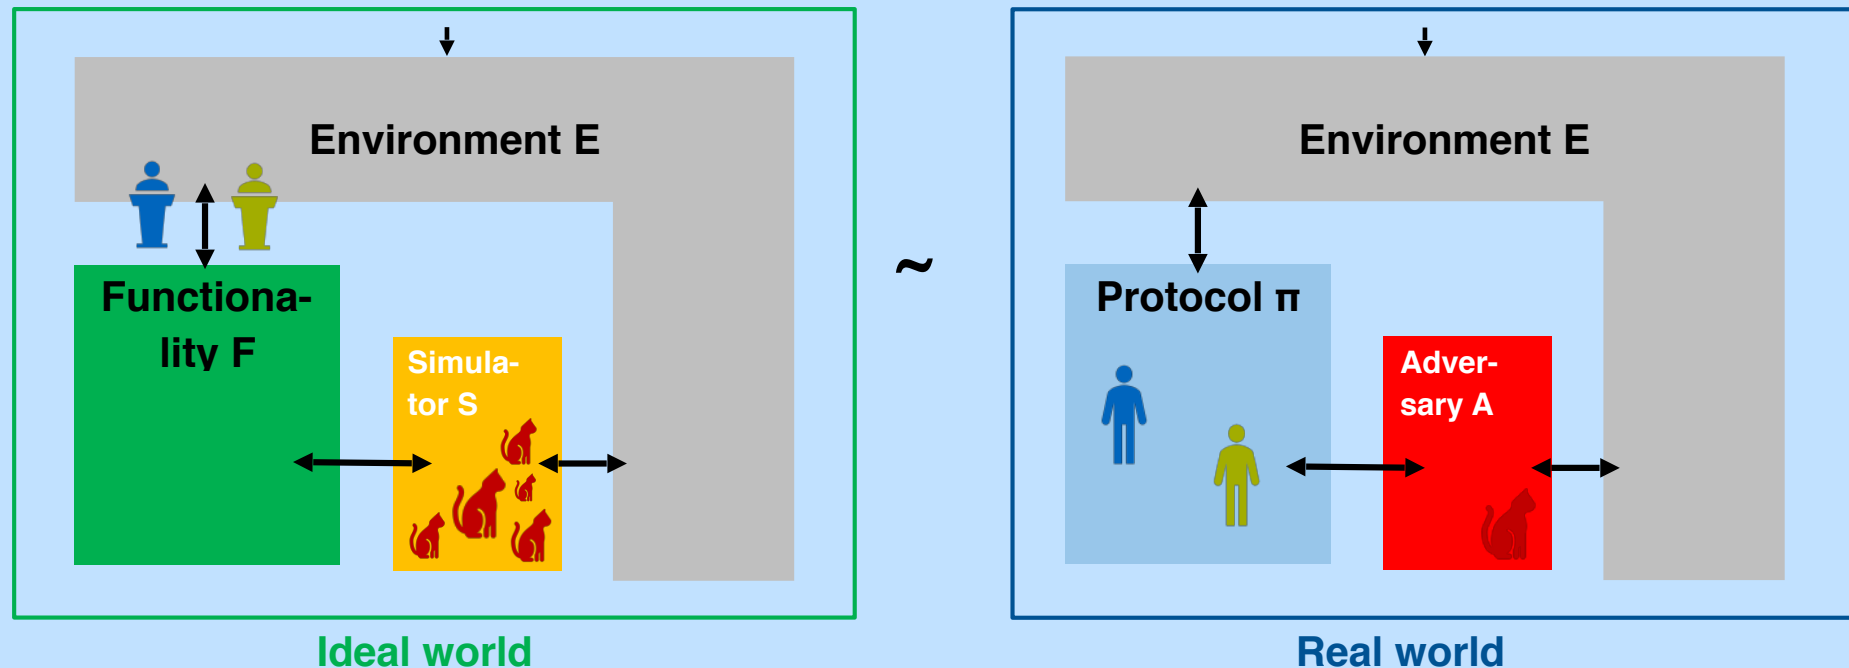 Environment E
Functiona-
lity F
Simula-
tor S
Ideal world
~
Environment E
Protocol π
Adver-
sary A
Real world